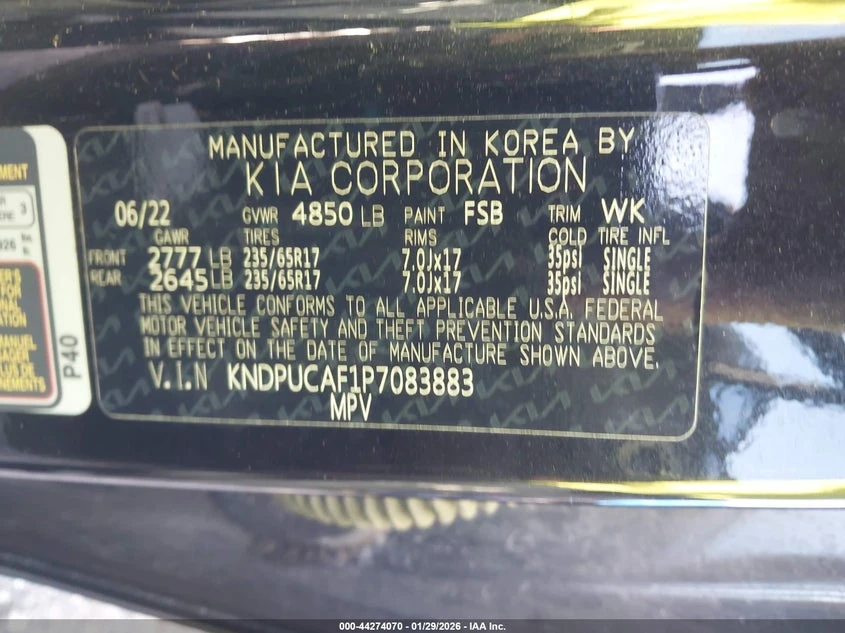 MANUFACTURED IN KOREA BY
KIA CORPORATION
06/22 GVWR 4850 LB PAINT FSB TRIM WK
GAWR TIRES RIMS COLD TIRE INFL
FRONT 2777 LB 235/65R17 7.0Jx17 35psi SINGLE
REAR 2645 LB 235/65R17 7.0Jx17 35psi SINGLE
THIS VEHICLE CONFORMS TO ALL APPLICABLE U.S.A. FEDERAL
MOTOR VEHICLE SAFETY AND THEFT PREVENTION STANDARDS
IN EFFECT ON THE DATE OF MANUFACTURE SHOWN ABOVE.
V.I.N KNDPUCAF1P7083883
MPV
P40
000-44274070 | 01/29/2026 - IAA Inc.